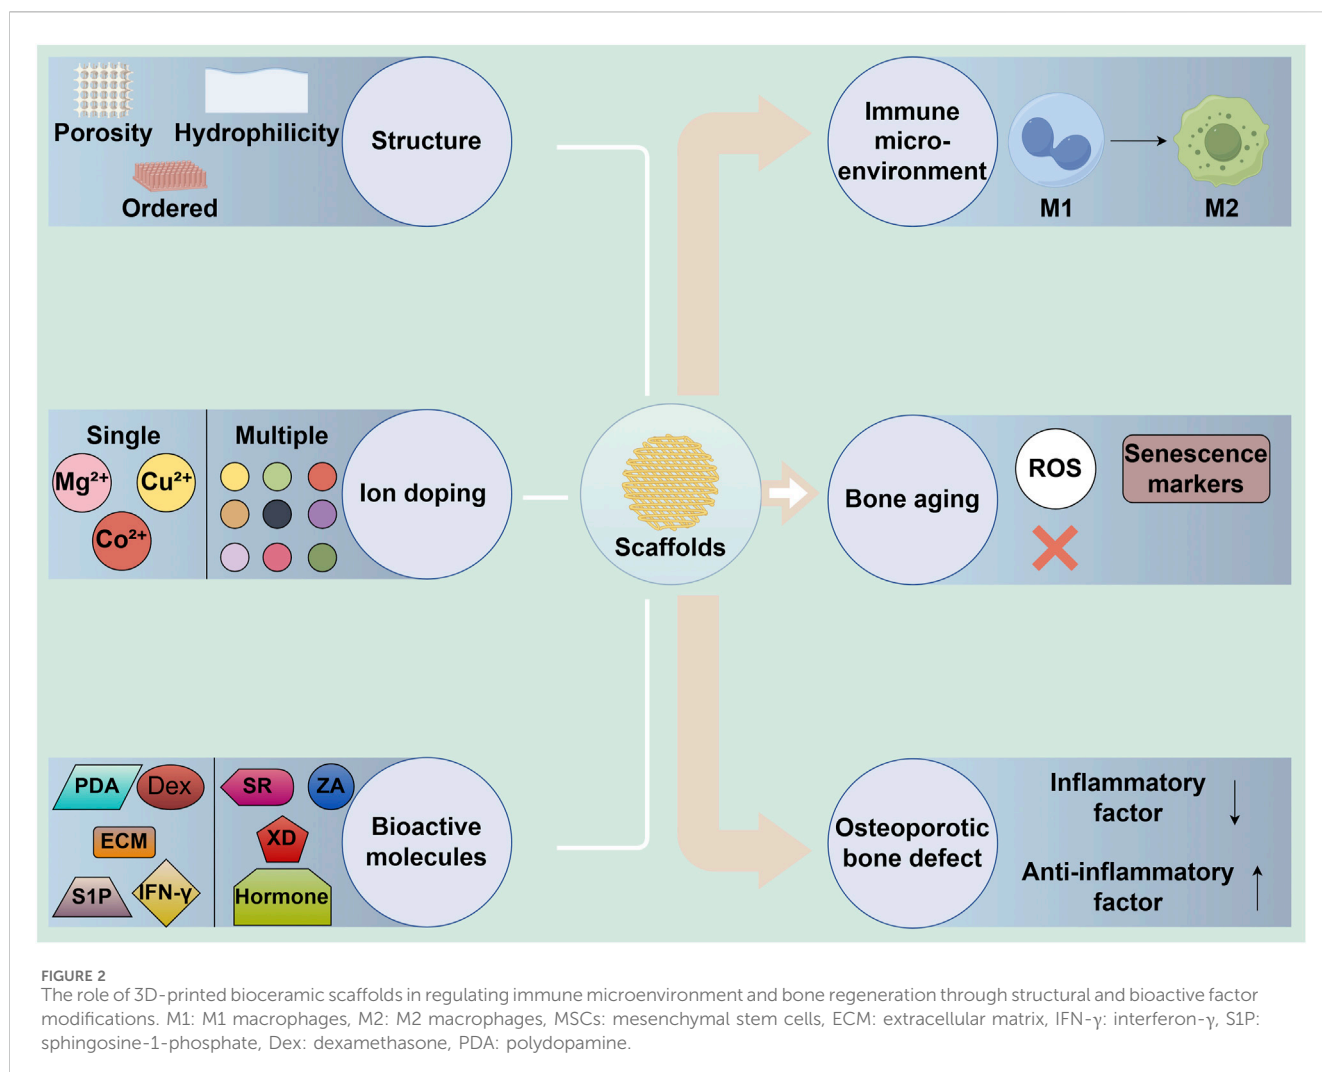 Porosity
Hydrophilicity
Ordered
Structure
Immune
micro-
environment
M1
M2
Single
Multiple
Mg²⁺
Cu²⁺
Co²⁺
Ion doping
Scaffolds
Bone aging
ROS
Senescence
markers
PDA
Dex
ECM
S1P
IFN-γ
SR
ZA
XD
Hormone
Bioactive
molecules
Osteoporotic
bone defect
Inflammatory
factor
Anti-inflammatory
factor
FIGURE 2
The role of 3D-printed bioceramic scaffolds in regulating immune microenvironment and bone regeneration through structural and bioactive factor
modifications. M1: M1 macrophages, M2: M2 macrophages, MSCs: mesenchymal stem cells, ECM: extracellular matrix, IFN-γ: interferon-γ, S1P:
sphingosine-1-phosphate, Dex: dexamethasone, PDA: polydopamine.